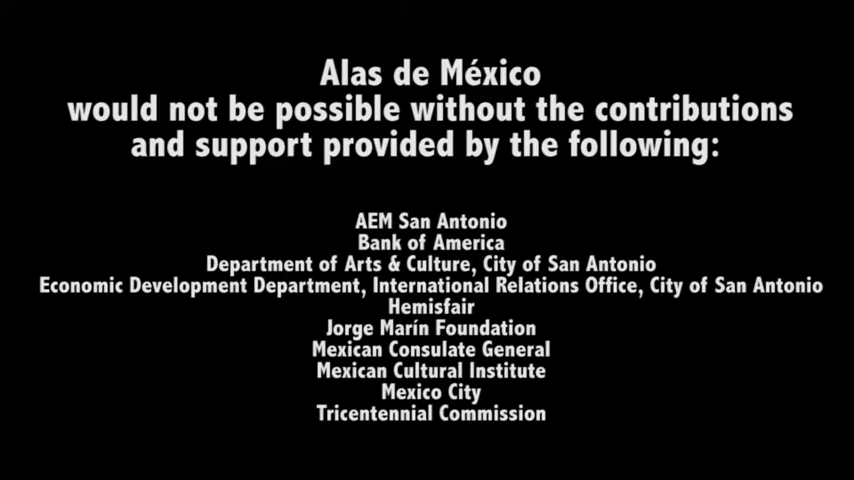 Alas de México
would not be possible without the contributions
and support provided by the following:
AEM San Antonio
Bank of America
Department of Arts & Culture, City of San Antonio
Economic Development Department, International Relations Office, City of San Antonio
Hemisfair
Jorge Marín Foundation
Mexican Consulate General
Mexican Cultural Institute
Mexico City
Tricentennial Commission